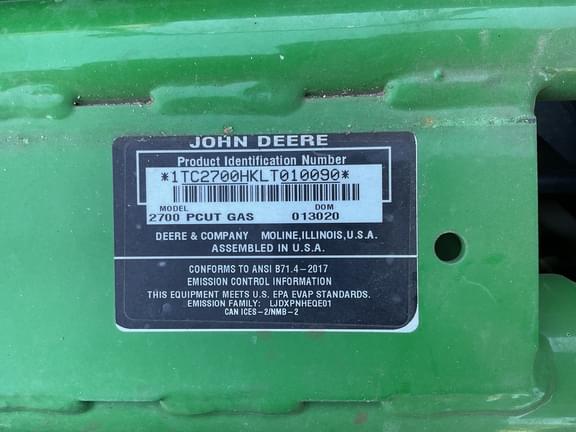 JOHN DEERE
Product Identification Number
*1TC2700HKLT010090*
MODEL DOM
2700 PCUT GAS 013020
DEERE & COMPANY MOLINE, ILLINOIS, U.S.A.
ASSEMBLED IN U.S.A.
CONFORMS TO ANSI B71.4-2017
EMISSION CONTROL INFORMATION
THIS EQUIPMENT MEETS U.S. EPA EVAP STANDARDS.
EMISSION FAMILY: LJDXPNHEQE01
CAN ICES-2/NMB-2